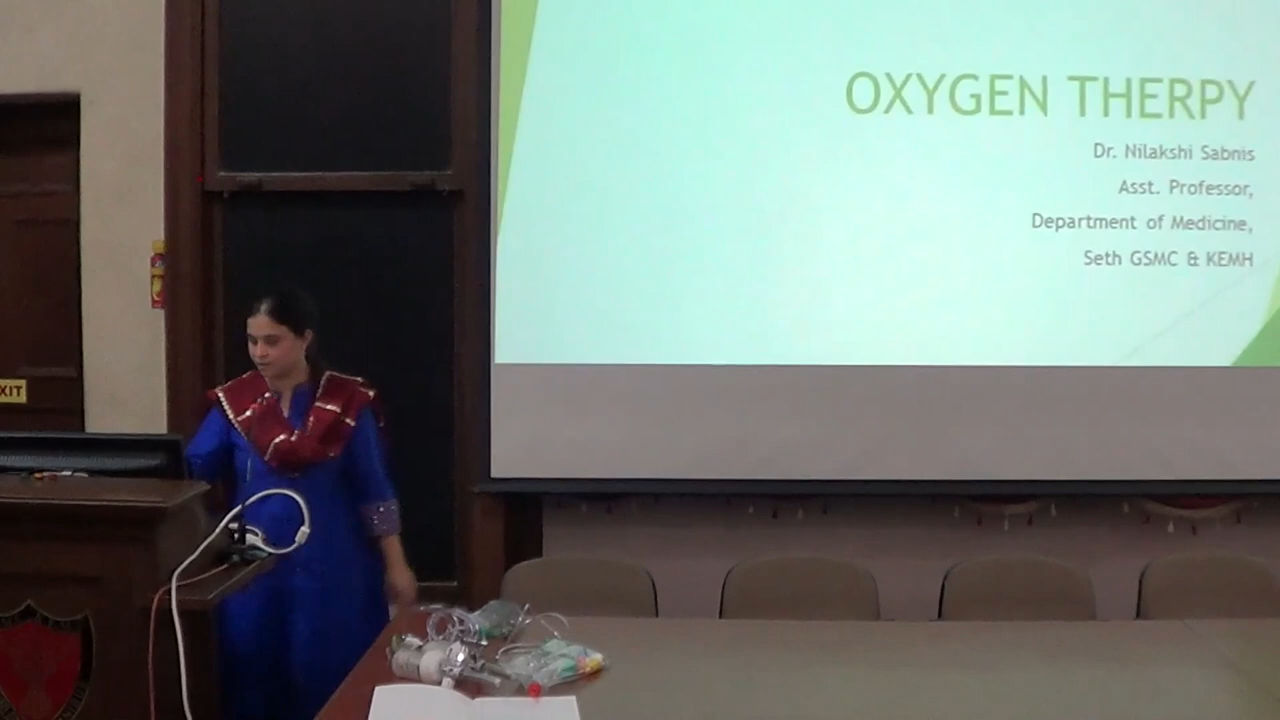 OXYGEN THERPY
Dr. Nilakshi Sabnis
Asst. Professor,
Department of Medicine,
Seth GSMC & KEMH
XIT